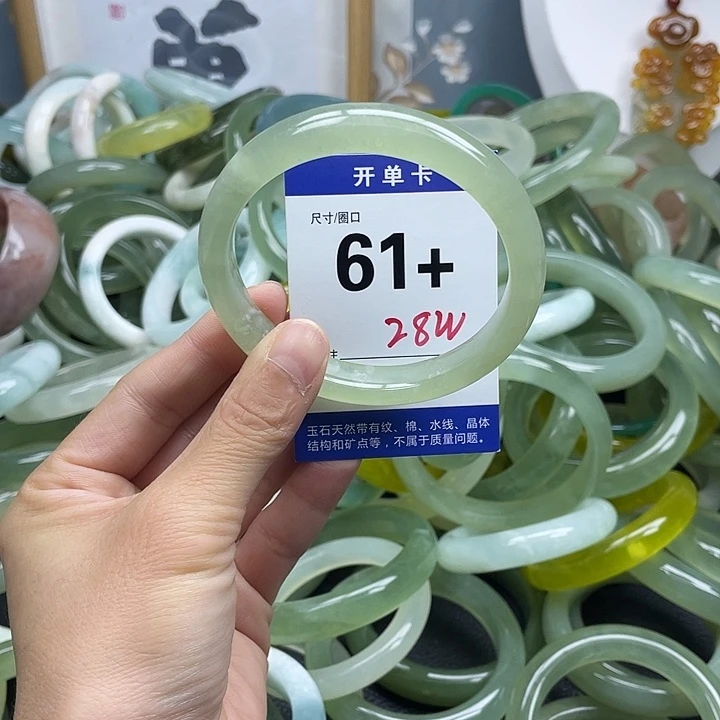 开单卡
尺寸/圈口
61+
28W
玉石天然带有纹、棉、水线、晶体
结构和矿点等，不属于质量问题。